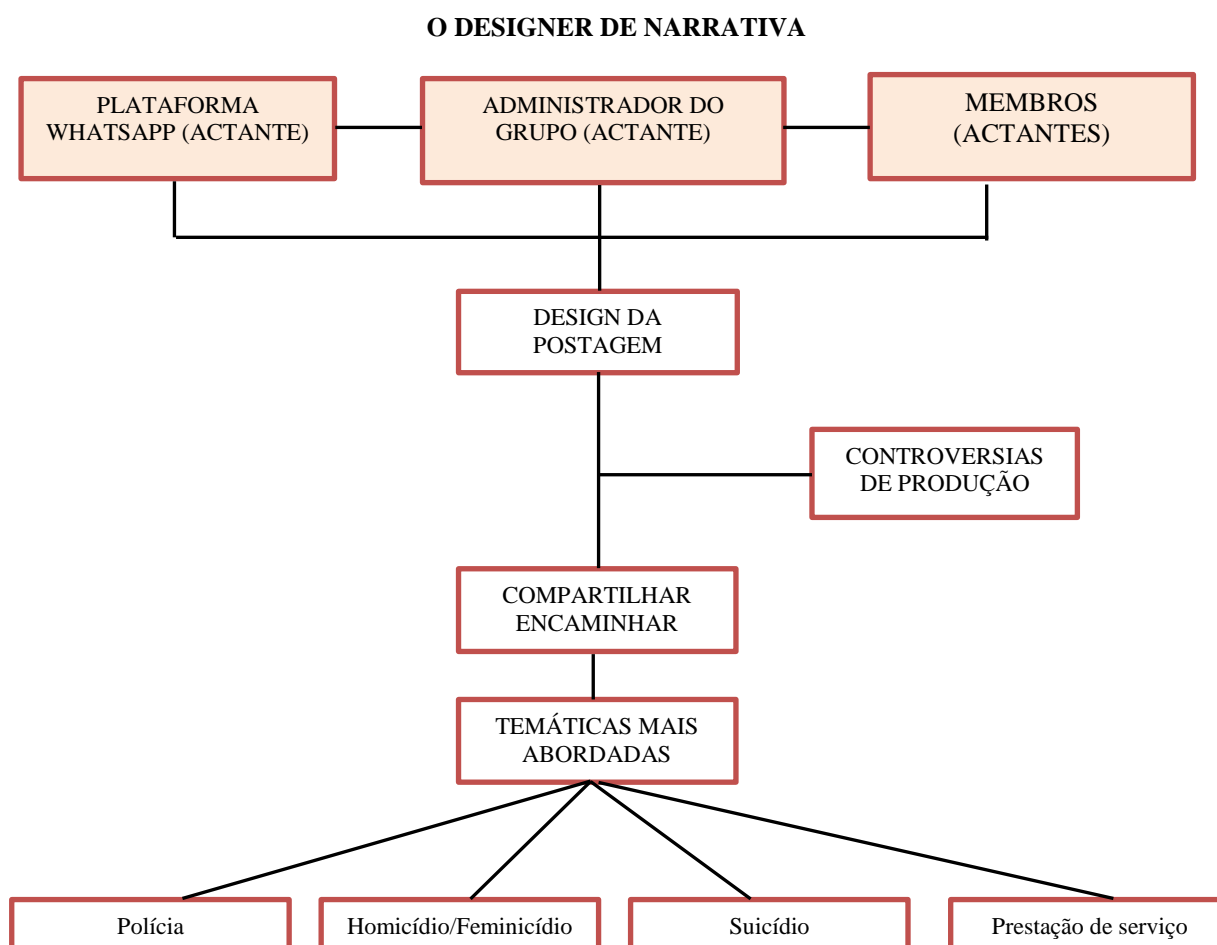 O DESIGNER DE NARRATIVA
PLATAFORMA
WHATSAPP (ACTANTE)
ADMINISTRADOR DO
GRUPO (ACTANTE)
MEMBROS
(ACTANTES)
DESIGN DA
POSTAGEM
CONTROVERSIAS
DE PRODUÇÃO
COMPARTILHAR
ENCAMINHAR
TEMÁTICAS MAIS
ABORDADAS
Polícia
Homicídio/Feminicídio
Suicídio
Prestação de serviço